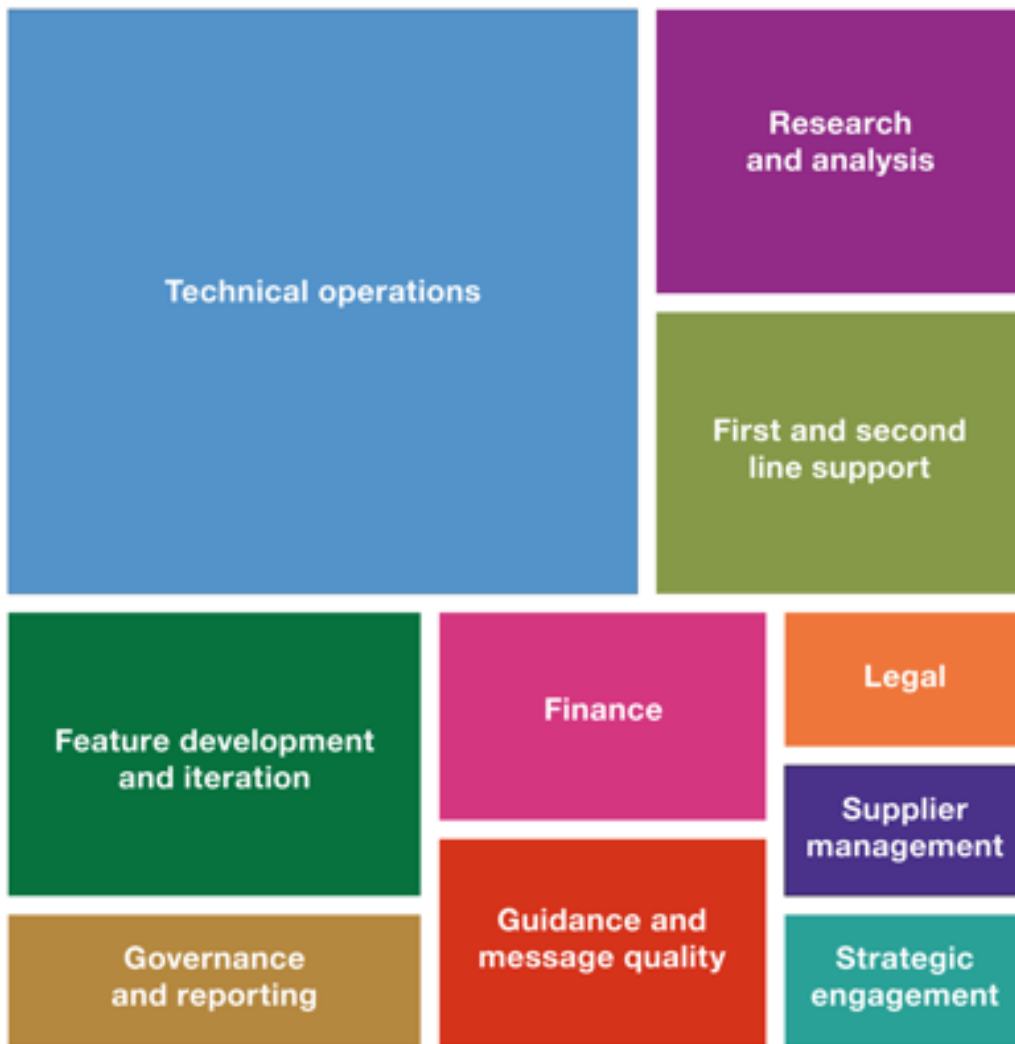 Technical operations
Research
and analysis
First and second
line support
Feature development
and iteration
Finance
Legal
Supplier
management
Governance
and reporting
Guidance and
message quality
Strategic
engagement